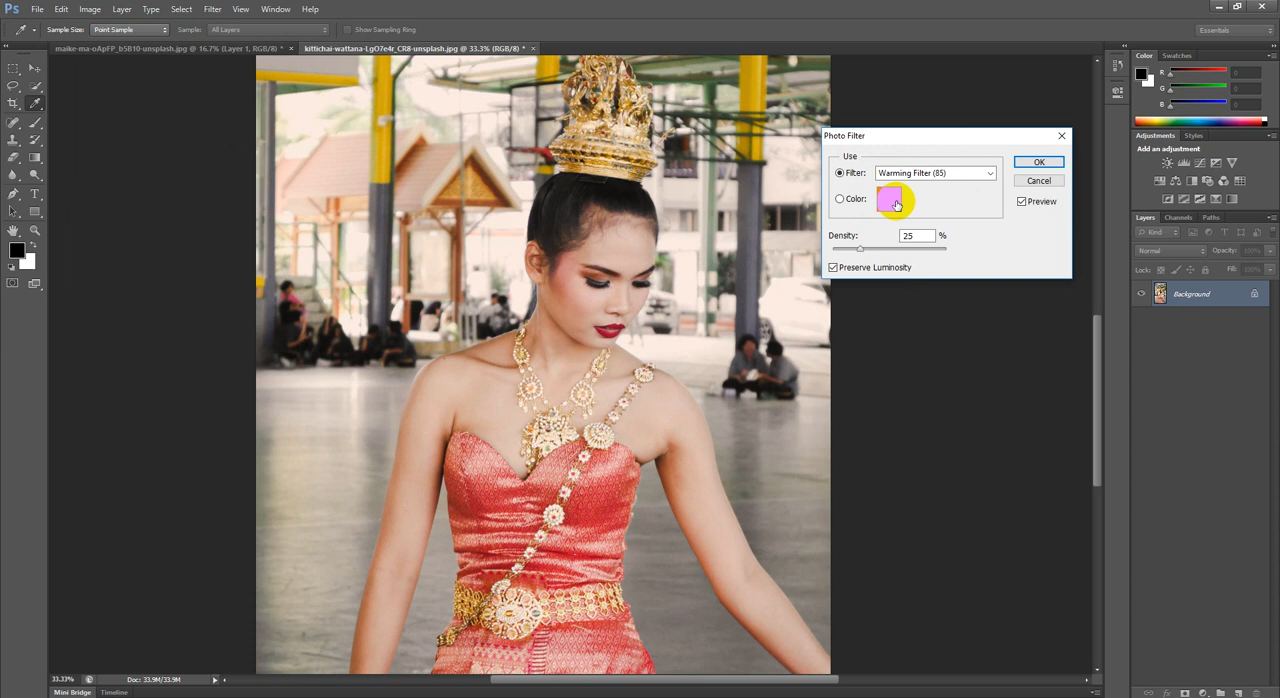 Ps File Edit Image Layer Type Select Filter View Window Help
Sample Size: Point Sample Sample: All Layers Show Sampling Ring Essentials
maike-ma-oApFP_b5B10-unsplash.jpg @ 16.7% (Layer 1, RGB/8) * × kittichai-wattana-LgO7e4r_CR8-unsplash.jpg @ 33.3% (RGB/8) * ×
Color Swatches
R 0
G 0
B 0
Adjustments Styles
Add an adjustment
Photo Filter
Use
Filter: Warming Filter (85)
Color:
Density: 25 %
Preserve Luminosity
OK
Cancel
Preview
Layers Channels Paths
Kind
Normal Opacity:
Lock: Fill:
Background
33.33% Doc: 33.9M/33.9M
Mini Bridge Timeline